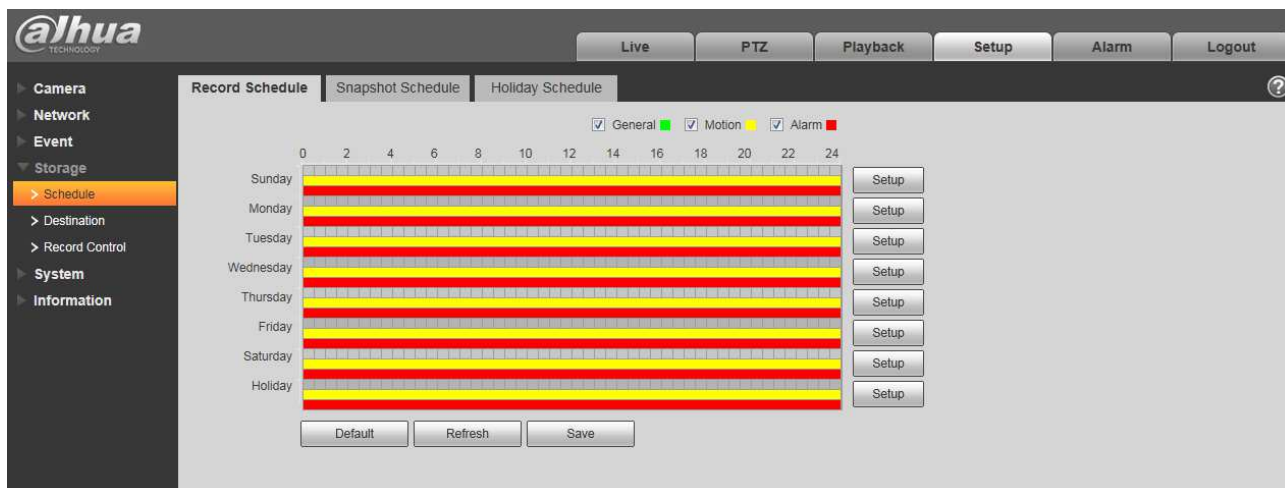 alhua
TECHNOLOGY
Live PTZ Playback Setup Alarm Logout
Camera
Network
Event
Storage
> Schedule
> Destination
> Record Control
System
Information
Record Schedule Snapshot Schedule Holiday Schedule ?
General Motion Alarm
0 2 4 6 8 10 12 14 16 18 20 22 24
Sunday Setup
Monday Setup
Tuesday Setup
Wednesday Setup
Thursday Setup
Friday Setup
Saturday Setup
Holiday Setup
Default Refresh Save